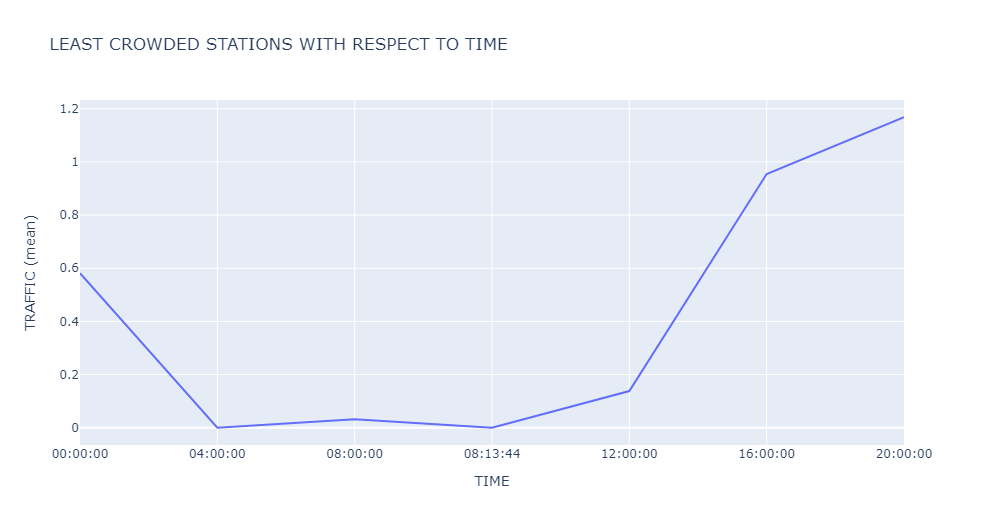 LEAST CROWDED STATIONS WITH RESPECT TO TIME
1.2
1
0.8
0.6
0.4
0.2
0
TRAFFIC (mean)
00:00:00 04:00:00 08:00:00 08:13:44 12:00:00 16:00:00 20:00:00
TIME